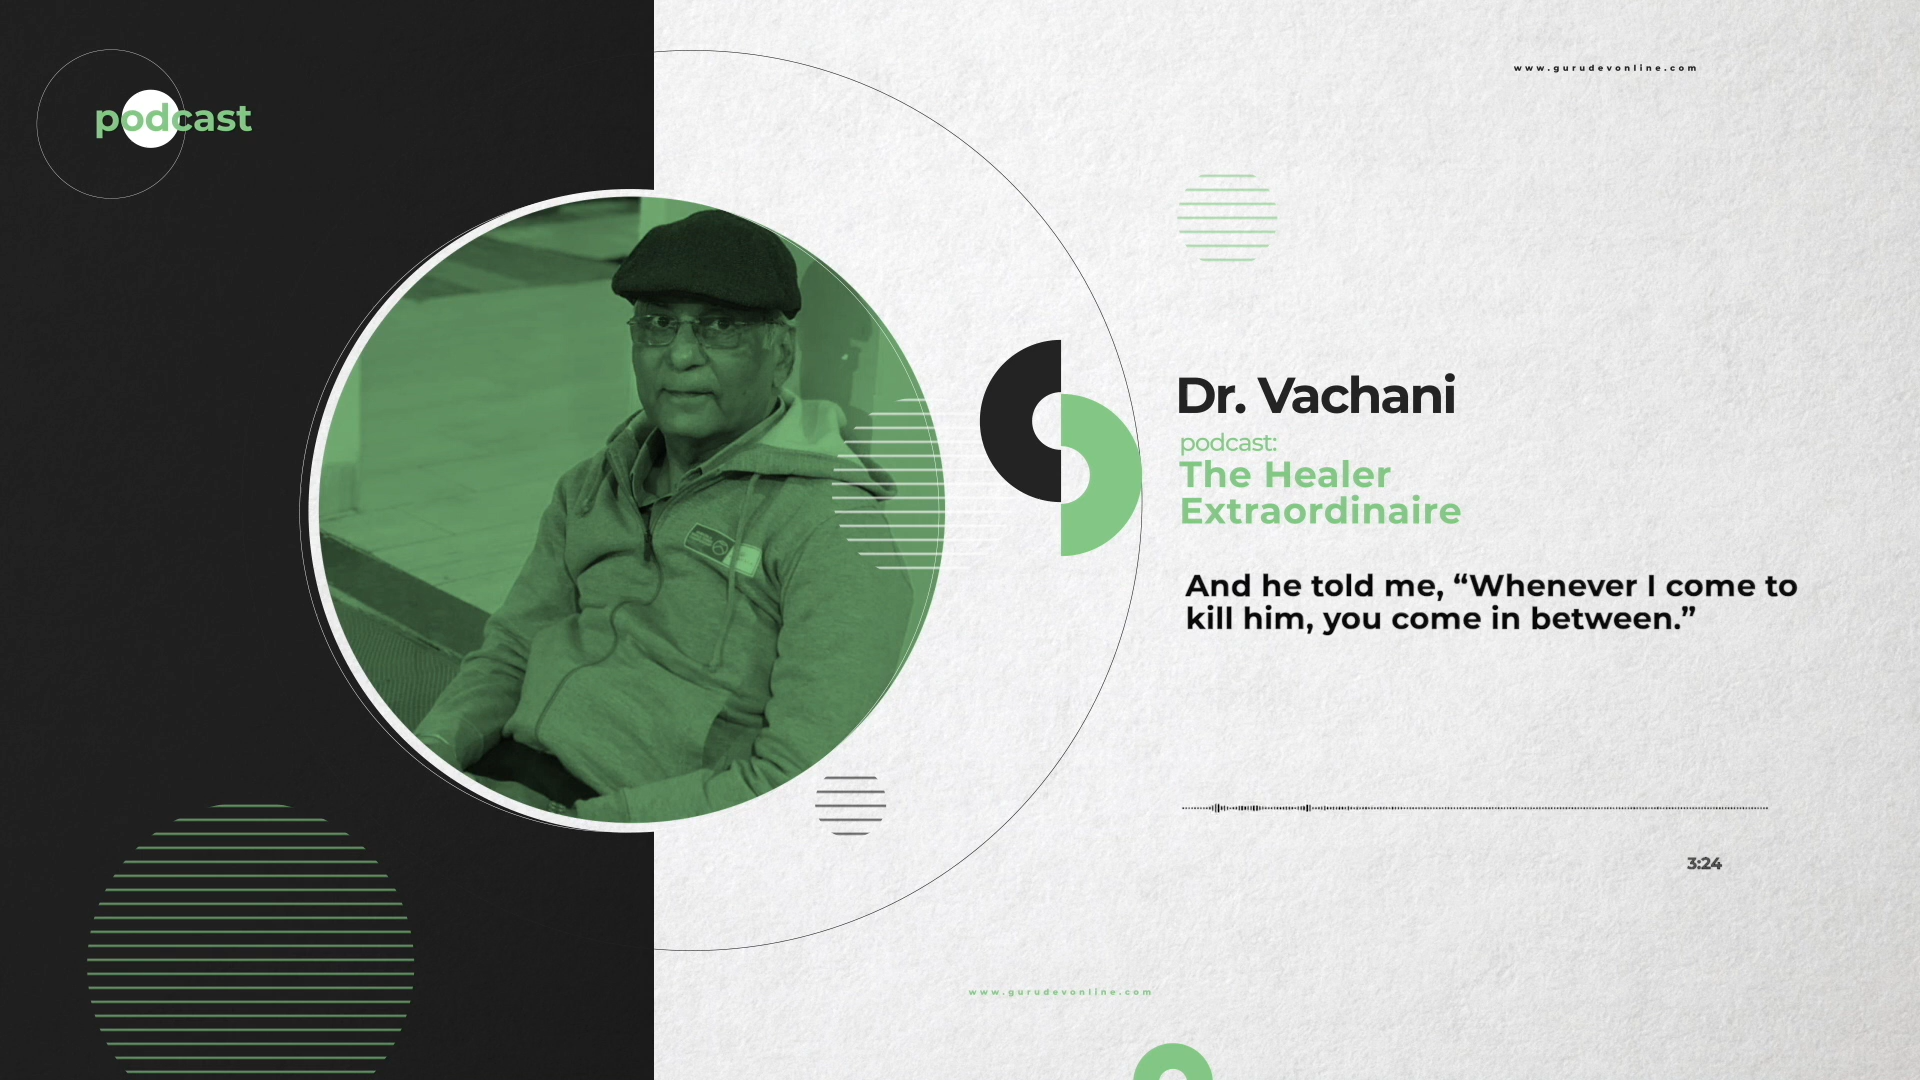 podcast
www.gurudevonline.com
Dr. Vachani
podcast:
The Healer
Extraordinaire
And he told me, “Whenever I come to
kill him, you come in between.”
3:24
www.gurudevonline.com